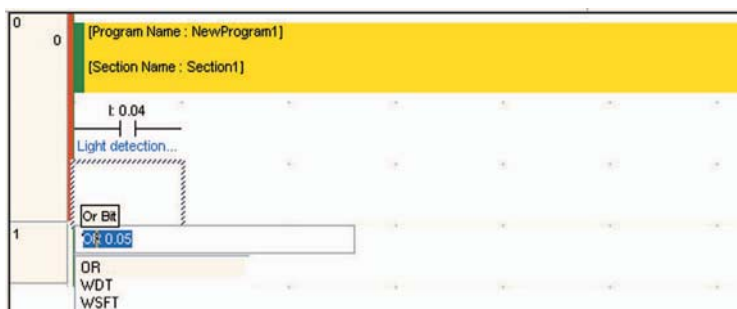 0
0
[Program Name : NewProgram1]
[Section Name : Section1]
I: 0.04
Light detection...
Or Bit
1
OR 0.05
OR
WDT
WSFT